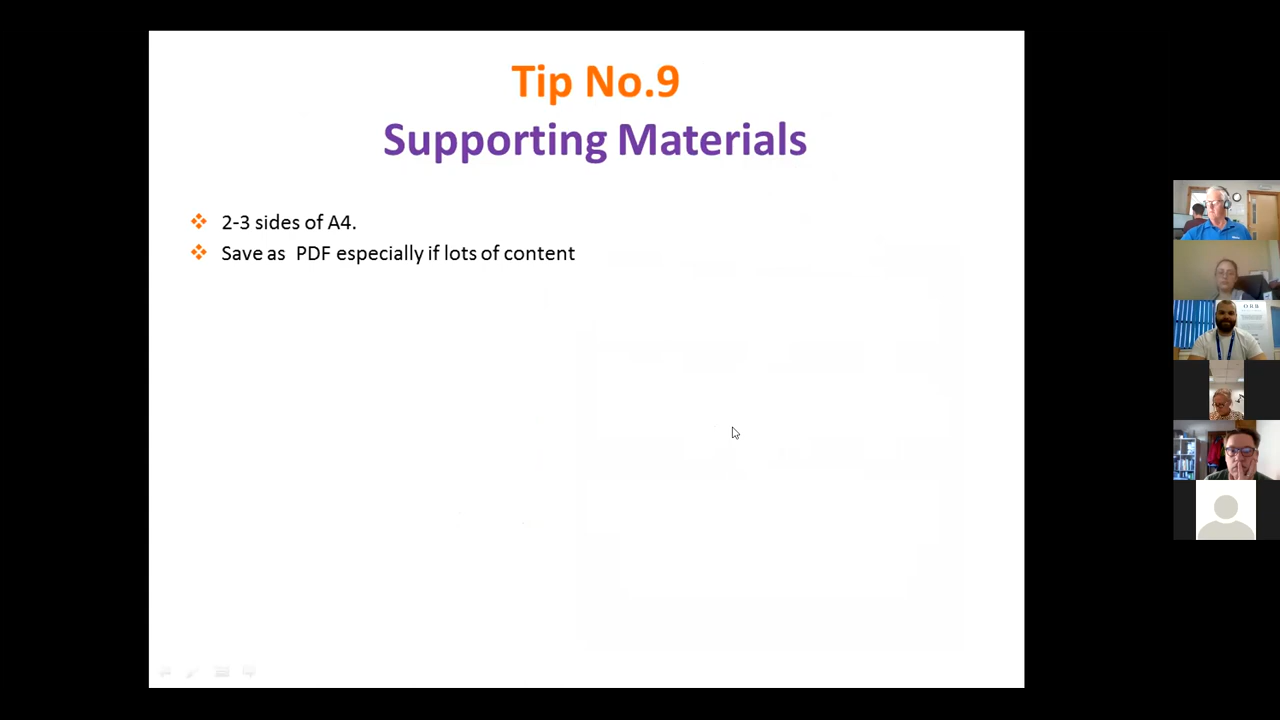 Tip No.9
Supporting Materials
2-3 sides of A4.
Save as  PDF especially if lots of content